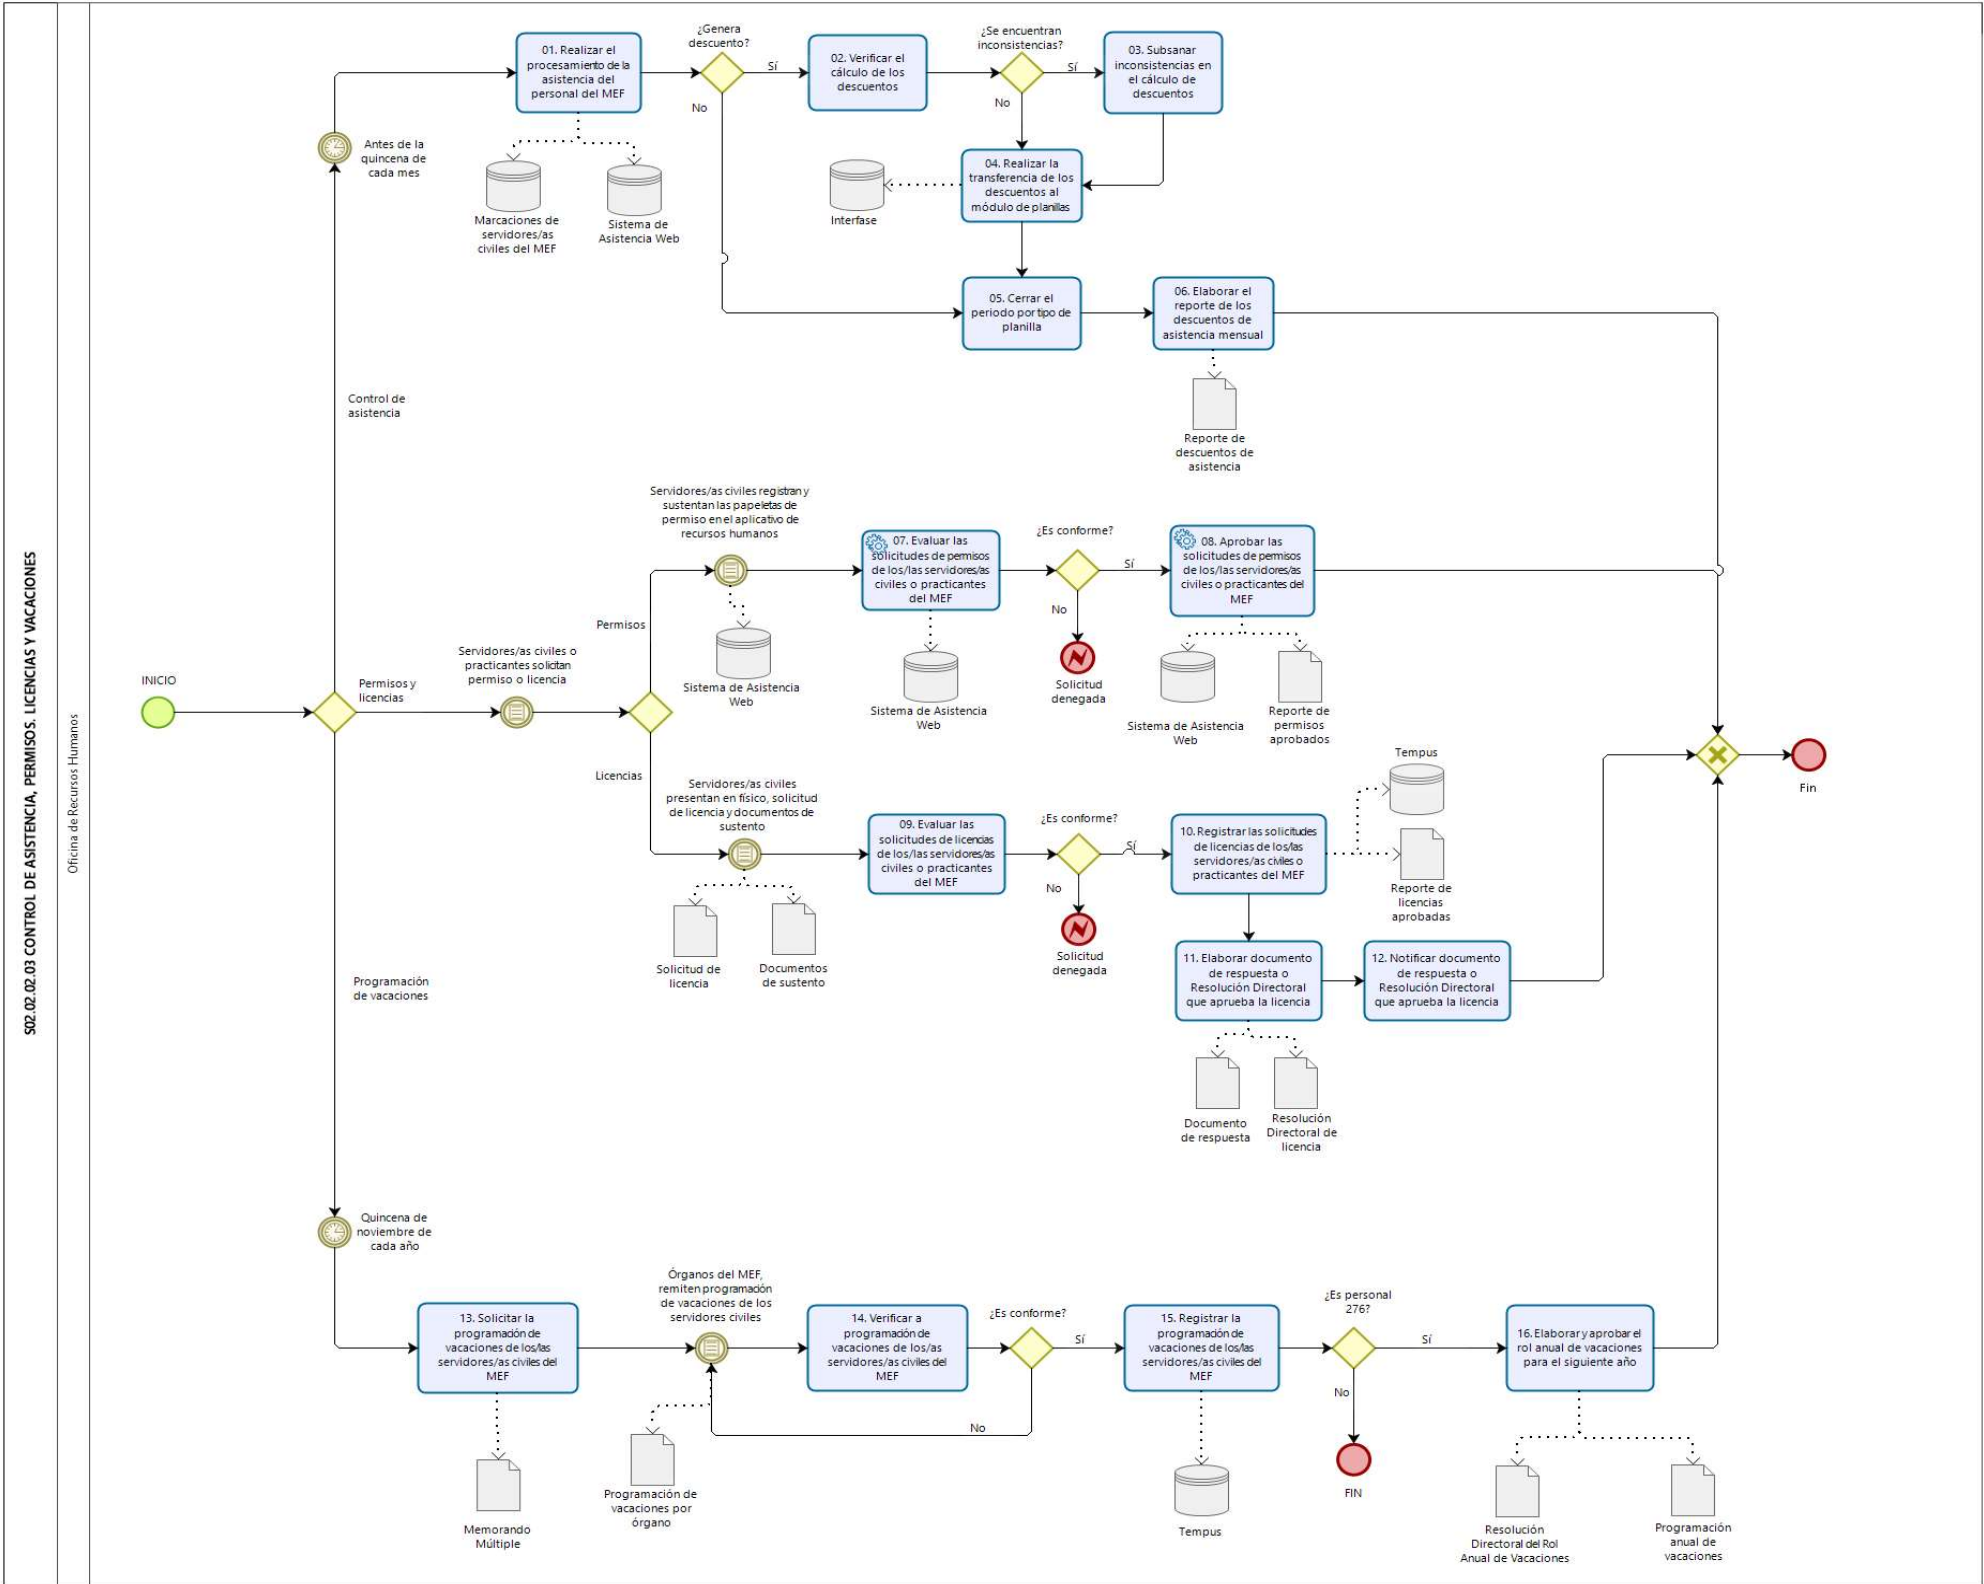 S02.02.02.03 CONTROL DE ASISTENCIA, PERMISOS. LICENCIAS Y VACACIONES
Oficina de Recursos Humanos
INICIO
Control de
asistencia
Permisos y
licencias
Programación
de vacaciones
Antes de la
quincena de
cada mes
01. Realizar el
procesamiento de la
asistencia del
personal del MEF
Marcaciones de
servidores/as
civiles del MEF
Sistema de
Asistencia Web
¿Genera
descuento?
Sí
No
02. Verificar el
cálculo de los
descuentos
¿Se encuentran
inconsistencias?
Sí
No
03. Subsanar
inconsistencias en
el cálculo de
descuentos
04. Realizar la
transferencia de los
descuentos al
módulo de planillas
Interfase
05. Cerrar el
periodo por tipo de
planilla
06. Elaborar el
reporte de los
descuentos de
asistencia mensual
Reporte de
descuentos de
asistencia
Servidores/as civiles o
practicantes solicitan
permiso o licencia
Permisos
Licencias
Servidores/as civiles registran y
sustentan las papeletas de
permiso en el aplicativo de
recursos humanos
Sistema de Asistencia
Web
07. Evaluar las
solicitudes de permisos
de los/las servidores/as
civiles o practicantes
del MEF
Sistema de Asistencia
Web
¿Es conforme?
Sí
No
Solicitud
denegada
08. Aprobar las
solicitudes de permisos
de los/las servidores/as
civiles o practicantes del
MEF
Sistema de Asistencia
Web
Reporte de
permisos
aprobados
Servidores/as civiles
presentan en físico, solicitud
de licencia y documentos de
sustento
Solicitud de
licencia
Documentos
de sustento
09. Evaluar las
solicitudes de licencias
de los/las servidores/as
civiles o practicantes
del MEF
¿Es conforme?
Sí
No
Solicitud
denegada
10. Registrar las solicitudes
de licencias de los/las
servidores/as civiles o
practicantes del MEF
Tempus
Reporte de
licencias
aprobadas
11. Elaborar documento
de respuesta o
Resolución Directoral
que aprueba la licencia
Documento
de respuesta
Resolución
Directoral de
licencia
12. Notificar documento
de respuesta o
Resolución Directoral
que aprueba la licencia
Fin
Quincena de
noviembre de
cada año
13. Solicitar la
programación de
vacaciones de los/las
servidores/as civiles del
MEF
Memorando
Múltiple
Órganos del MEF,
remiten programación
de vacaciones de los
servidores civiles
Programación de
vacaciones por
órgano
14. Verificar a
programación de
vacaciones de los/as
servidores/as civiles del
MEF
¿Es conforme?
Sí
No
15. Registrar la
programación de
vacaciones de los/las
servidores/as civiles del
MEF
Tempus
¿Es personal
276?
Sí
No
FIN
16. Elaborar y aprobar el
rol anual de vacaciones
para el siguiente año
Resolución
Directoral del Rol
Anual de Vacaciones
Programación
anual de
vacaciones